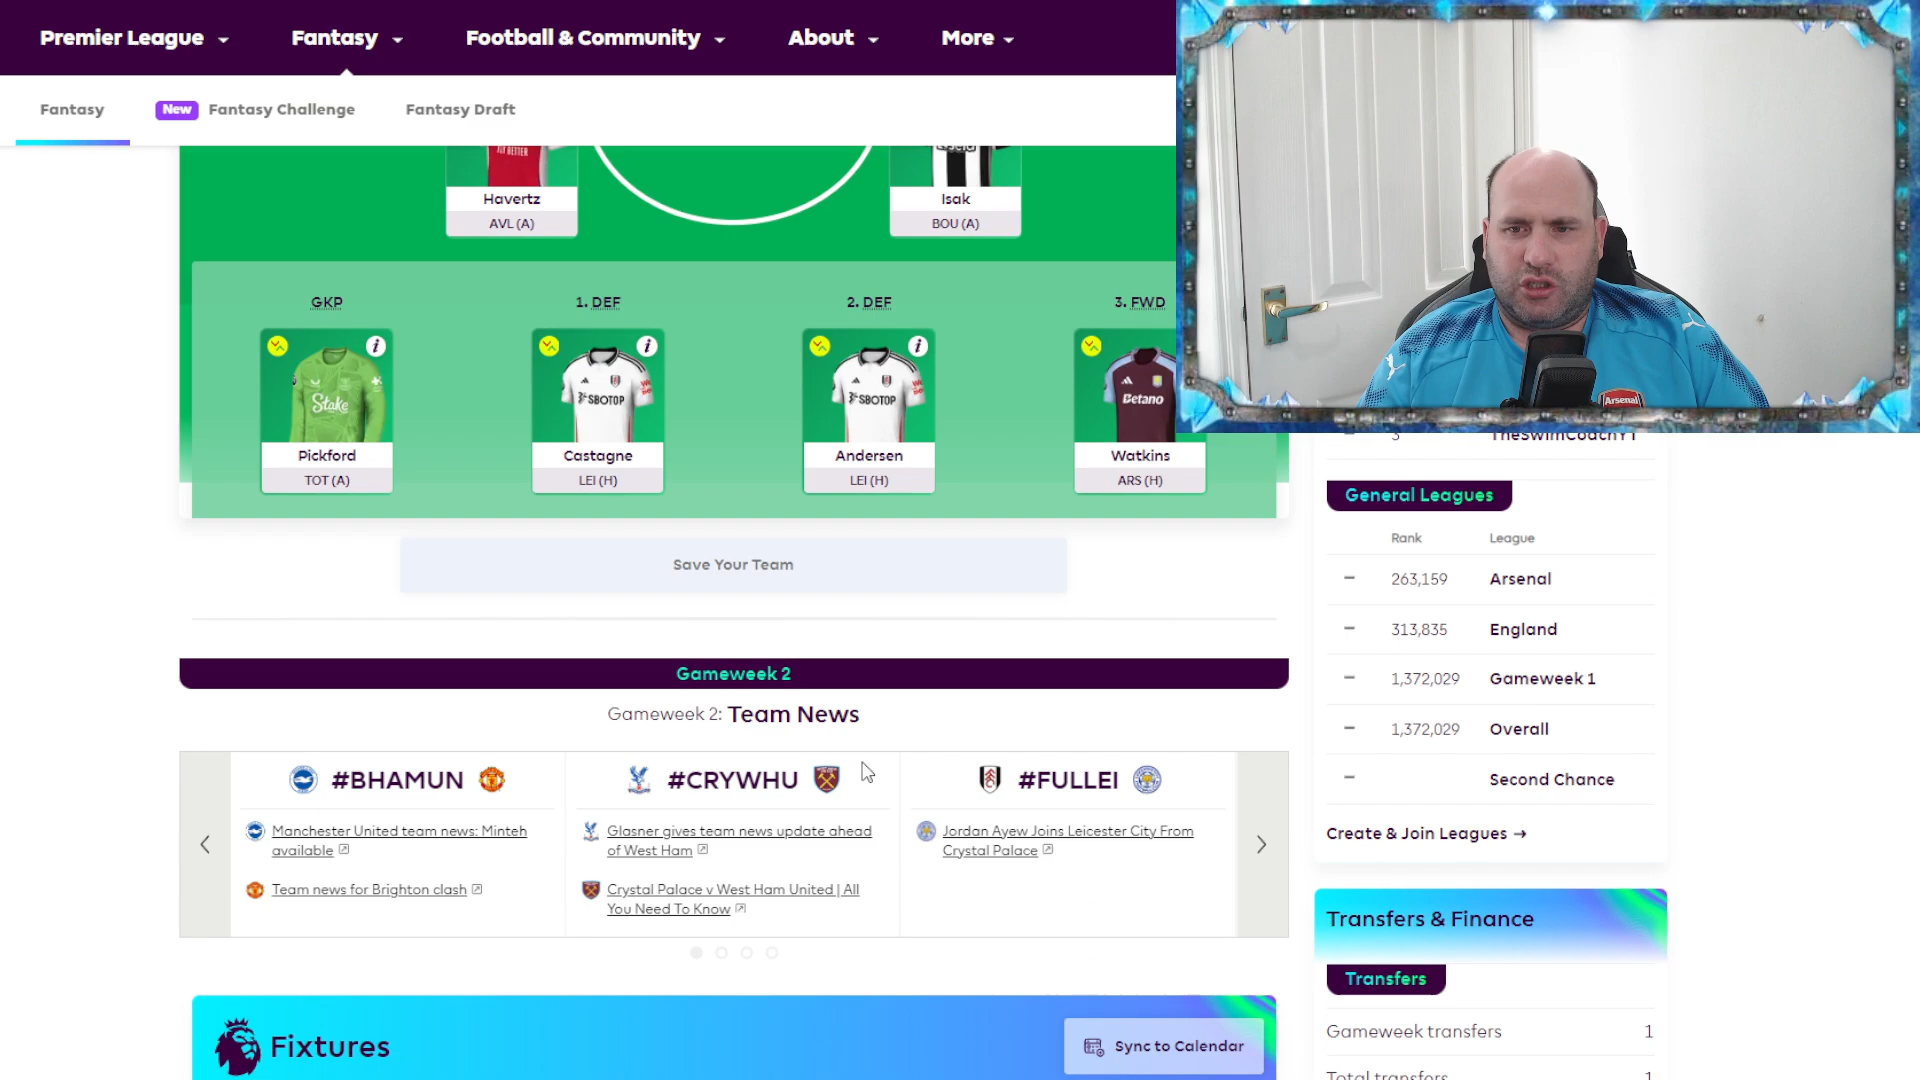 Premier League
Fantasy
Football & Community
About
More
Fantasy
New Fantasy Challenge
Fantasy Draft
Havertz
AVL (A)
Isak
BOU (A)
GKP
1. DEF
2. DEF
3. FWD
Stake
SBOTOP
SBOTOP
Betano
Pickford
TOT (A)
Castagne
LEI (H)
Andersen
LEI (H)
Watkins
ARS (H)
Arsenal
Save Your Team
Gameweek 2
Gameweek 2: Team News
#BHAMUN
Manchester United team news: Minteh
available
Team news for Brighton clash
#CRYWHU
Glasner gives team news update ahead
of West Ham
Crystal Palace v West Ham United | All
You Need To Know
#FULLEI
Jordan Ayew Joins Leicester City From
Crystal Palace
Fixtures
Sync to Calendar
3 TheSwimCoachYT
General Leagues
Rank League
263,159 Arsenal
313,835 England
1,372,029 Gameweek 1
1,372,029 Overall
Second Chance
Create & Join Leagues →
Transfers & Finance
Transfers
Gameweek transfers 1
Total transfers 1